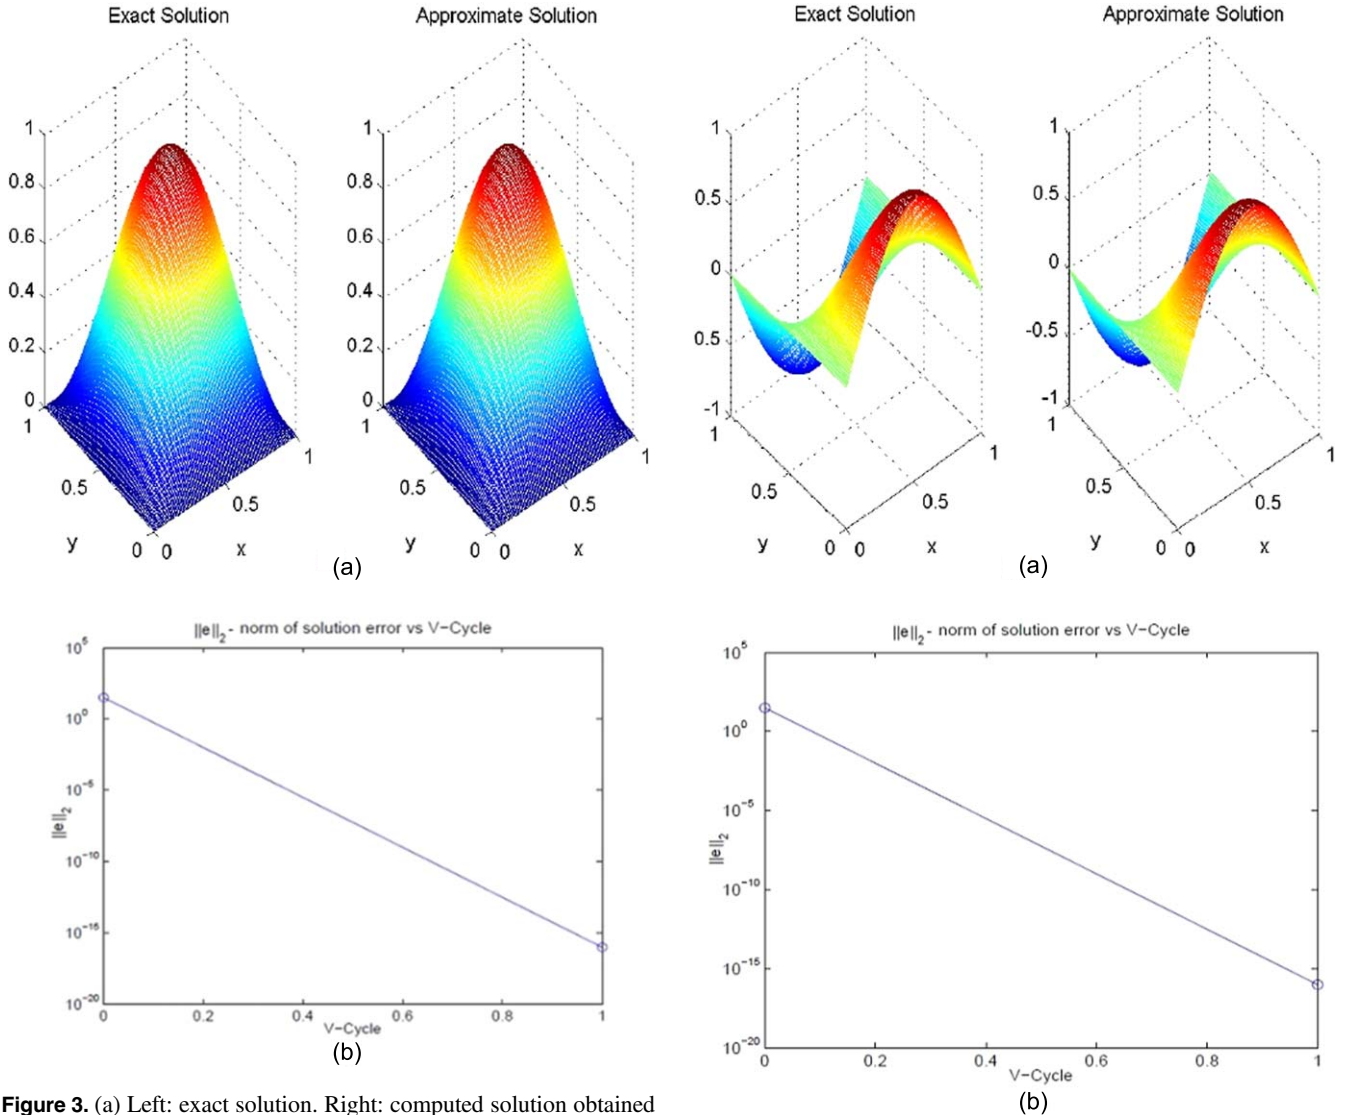 Exact Solution
Approximate Solution
1
0.8
0.6
0.4
0.2
0
1
0.5
0
y
0
0.5
1
x
1
0.8
0.6
0.4
0.2
0
1
0.5
0
y
0
0.5
1
x
(a)
Exact Solution
Approximate Solution
1
0.5
0
0.5
-1
1
0.5
0
y
0
0.5
1
x
1
0.5
0
-0.5
-1
1
0.5
0
y
0
0.5
1
x
(a)
||e||2 - norm of solution error vs V-Cycle
10^5
10^0
10^-5
10^-10
10^-15
10^-20
||e||2
0 0.2 0.4 0.6 0.8 1
V-Cycle
(b)
Figure 3. (a) Left: exact solution. Right: computed solution obtained
||e||2 - norm of solution error vs V-Cycle
10^5
10^0
10^-5
10^-10
10^-15
10^-20
||e||2
0 0.2 0.4 0.6 0.8 1
V-Cycle
(b)